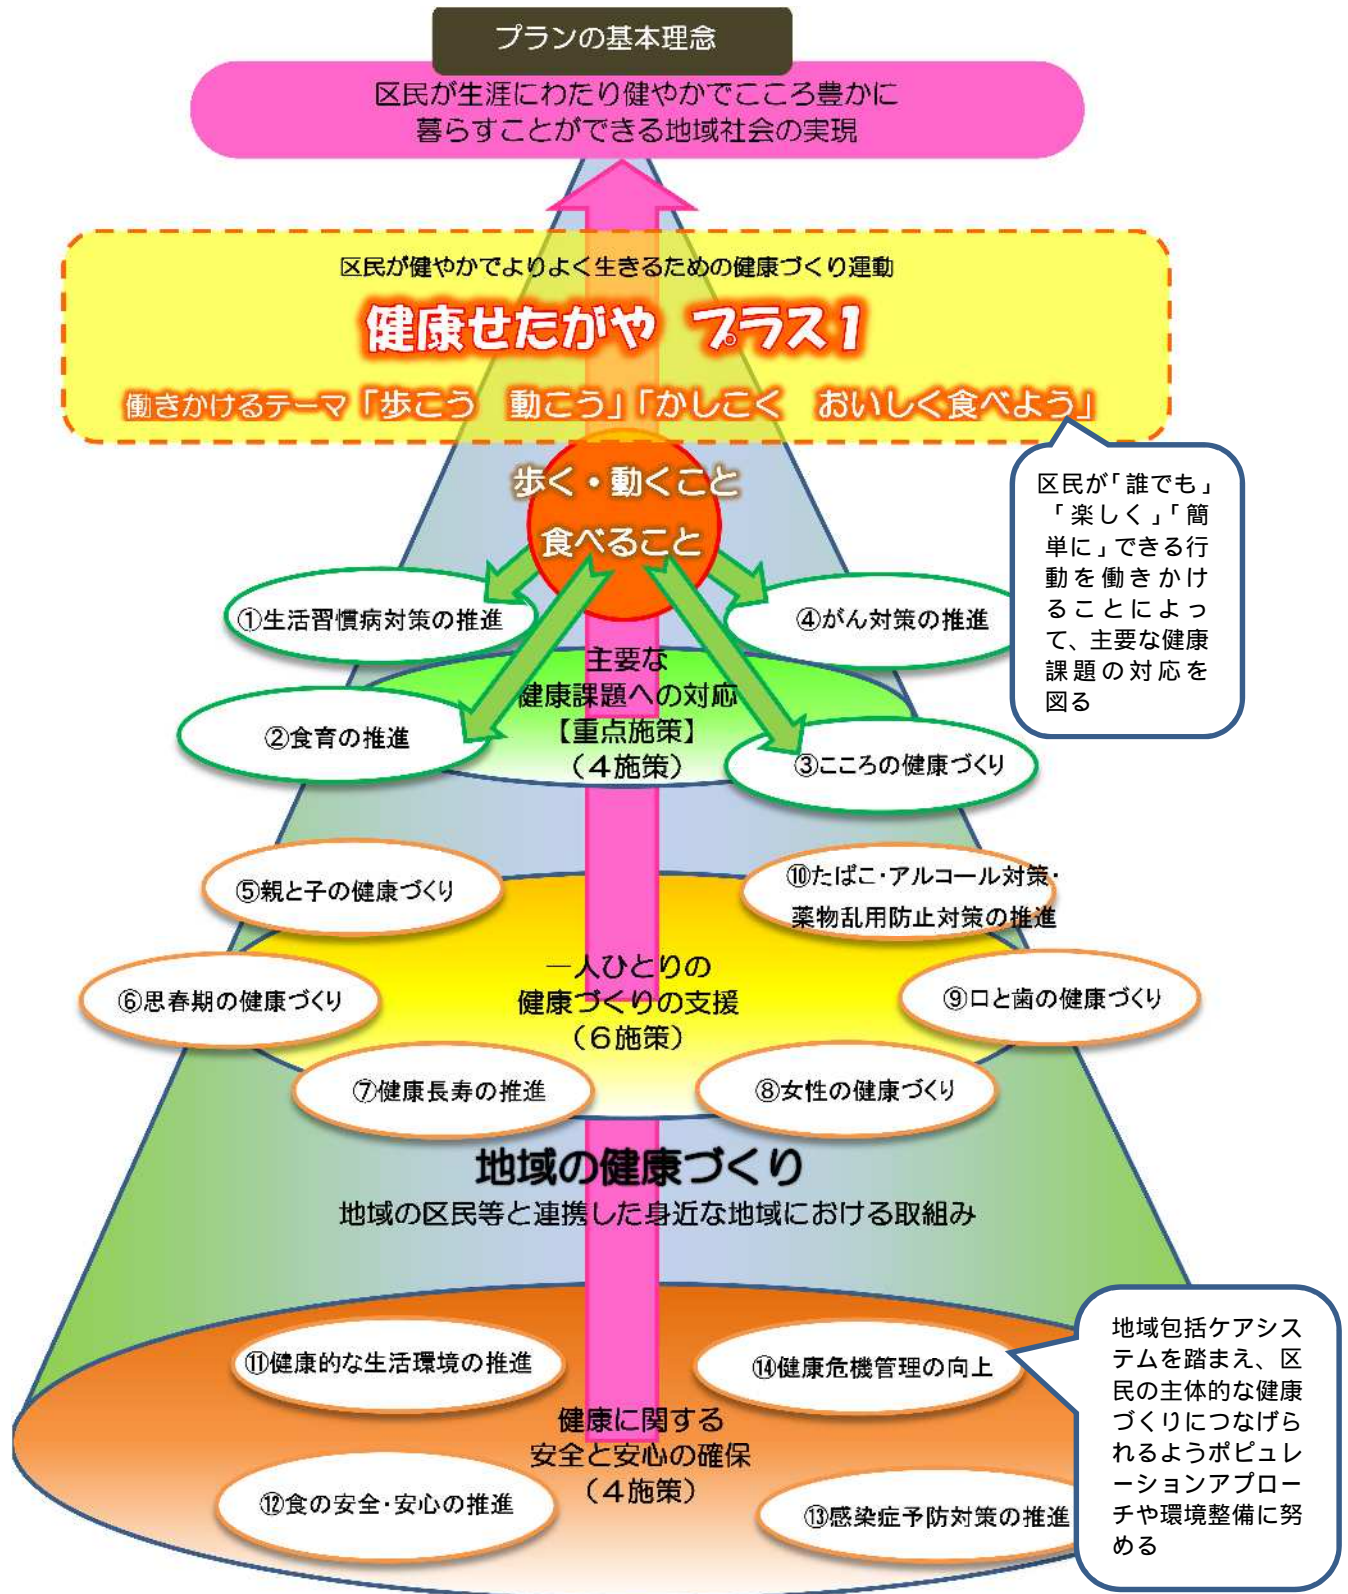 プランの基本理念
区民が生涯にわたり健やかでこころ豊かに
暮らすことができる地域社会の実現
区民が健やかでよりよく生きるための健康づくり運動
健康せたがや プラス1
働きかけるテーマ「歩こう　動こう」「かしこく　おいしく食べよう」
歩く・動くこと
食べること
区民が「誰でも」
「楽しく」「簡
単に」できる行
動を働きかけ
ることによっ
て、主要な健康
課題の対応を
図る
①生活習慣病対策の推進
④がん対策の推進
主要な
健康課題への対応
【重点施策】
（4施策）
②食育の推進
③こころの健康づくり
⑤親と子の健康づくり
⑩たばこ・アルコール対策・
薬物乱用防止対策の推進
一人ひとりの
健康づくりの支援
（6施策）
⑥思春期の健康づくり
⑨口と歯の健康づくり
⑦健康長寿の推進
⑧女性の健康づくり
地域の健康づくり
地域の区民等と連携した身近な地域における取組み
⑪健康的な生活環境の推進
⑭健康危機管理の向上
健康に関する
安全と安心の確保
（4施策）
⑫食の安全・安心の推進
⑬感染症予防対策の推進
地域包括ケアシス
テムを踏まえ、区
民の主体的な健康
づくりにつなげら
れるようポピュレ
ーションアプロー
チや環境整備に努
める